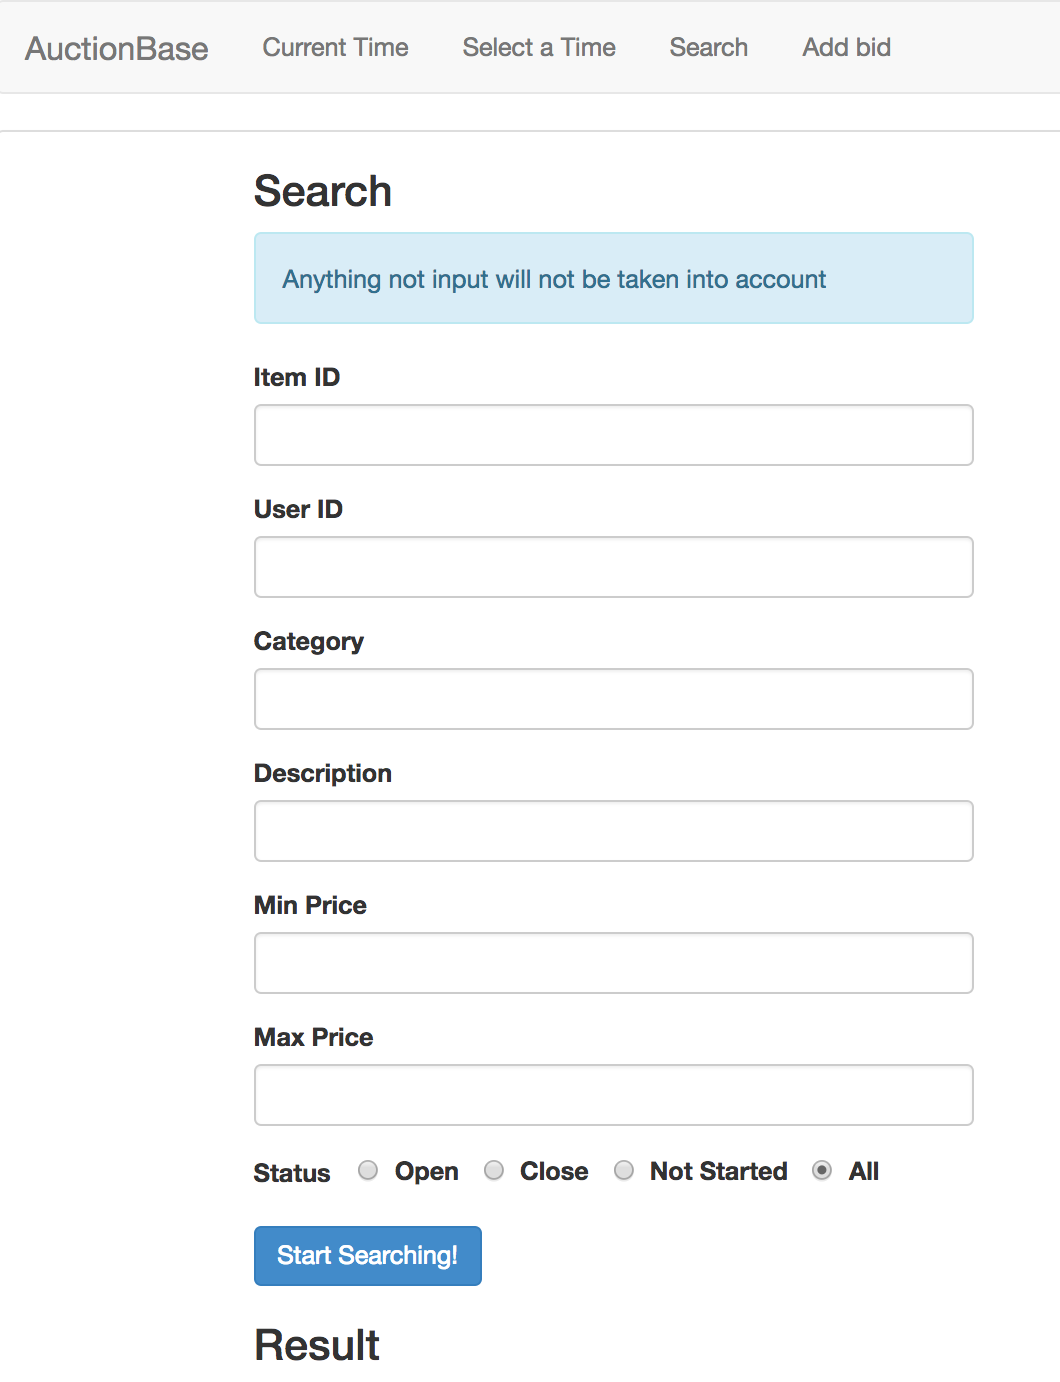 AuctionBase Current Time Select a Time Search Add bid
Search
Anything not input will not be taken into account
Item ID
User ID
Category
Description
Min Price
Max Price
Status Open Close Not Started All
Start Searching!
Result